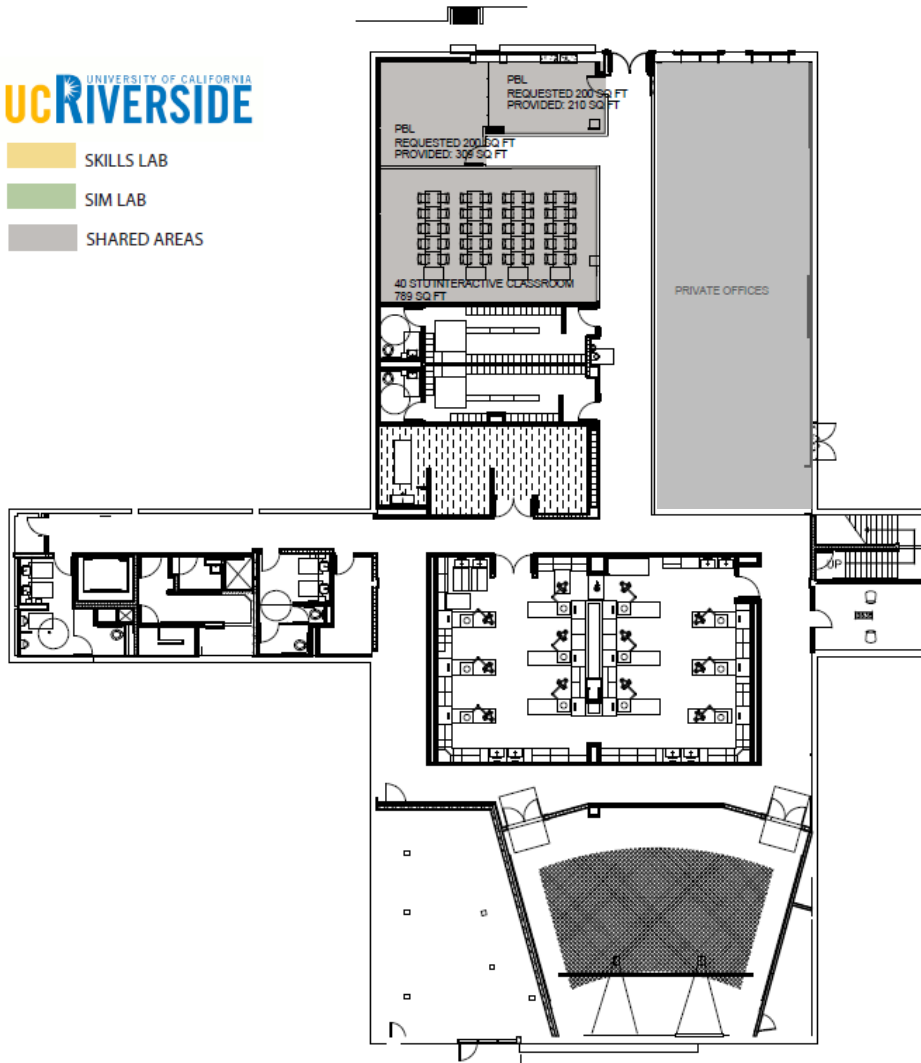 UNIVERSITY OF CALIFORNIA
UCRIVERSIDE
SKILLS LAB
SIM LAB
SHARED AREAS
PBL
REQUESTED 200 SQ FT
PROVIDED: 210 SQ FT
PBL
REQUESTED 200 SQ FT
PROVIDED: 309 SQ FT
40 STU INTERACTIVE CLASSROOM
789 SQ FT
PRIVATE OFFICES
UP